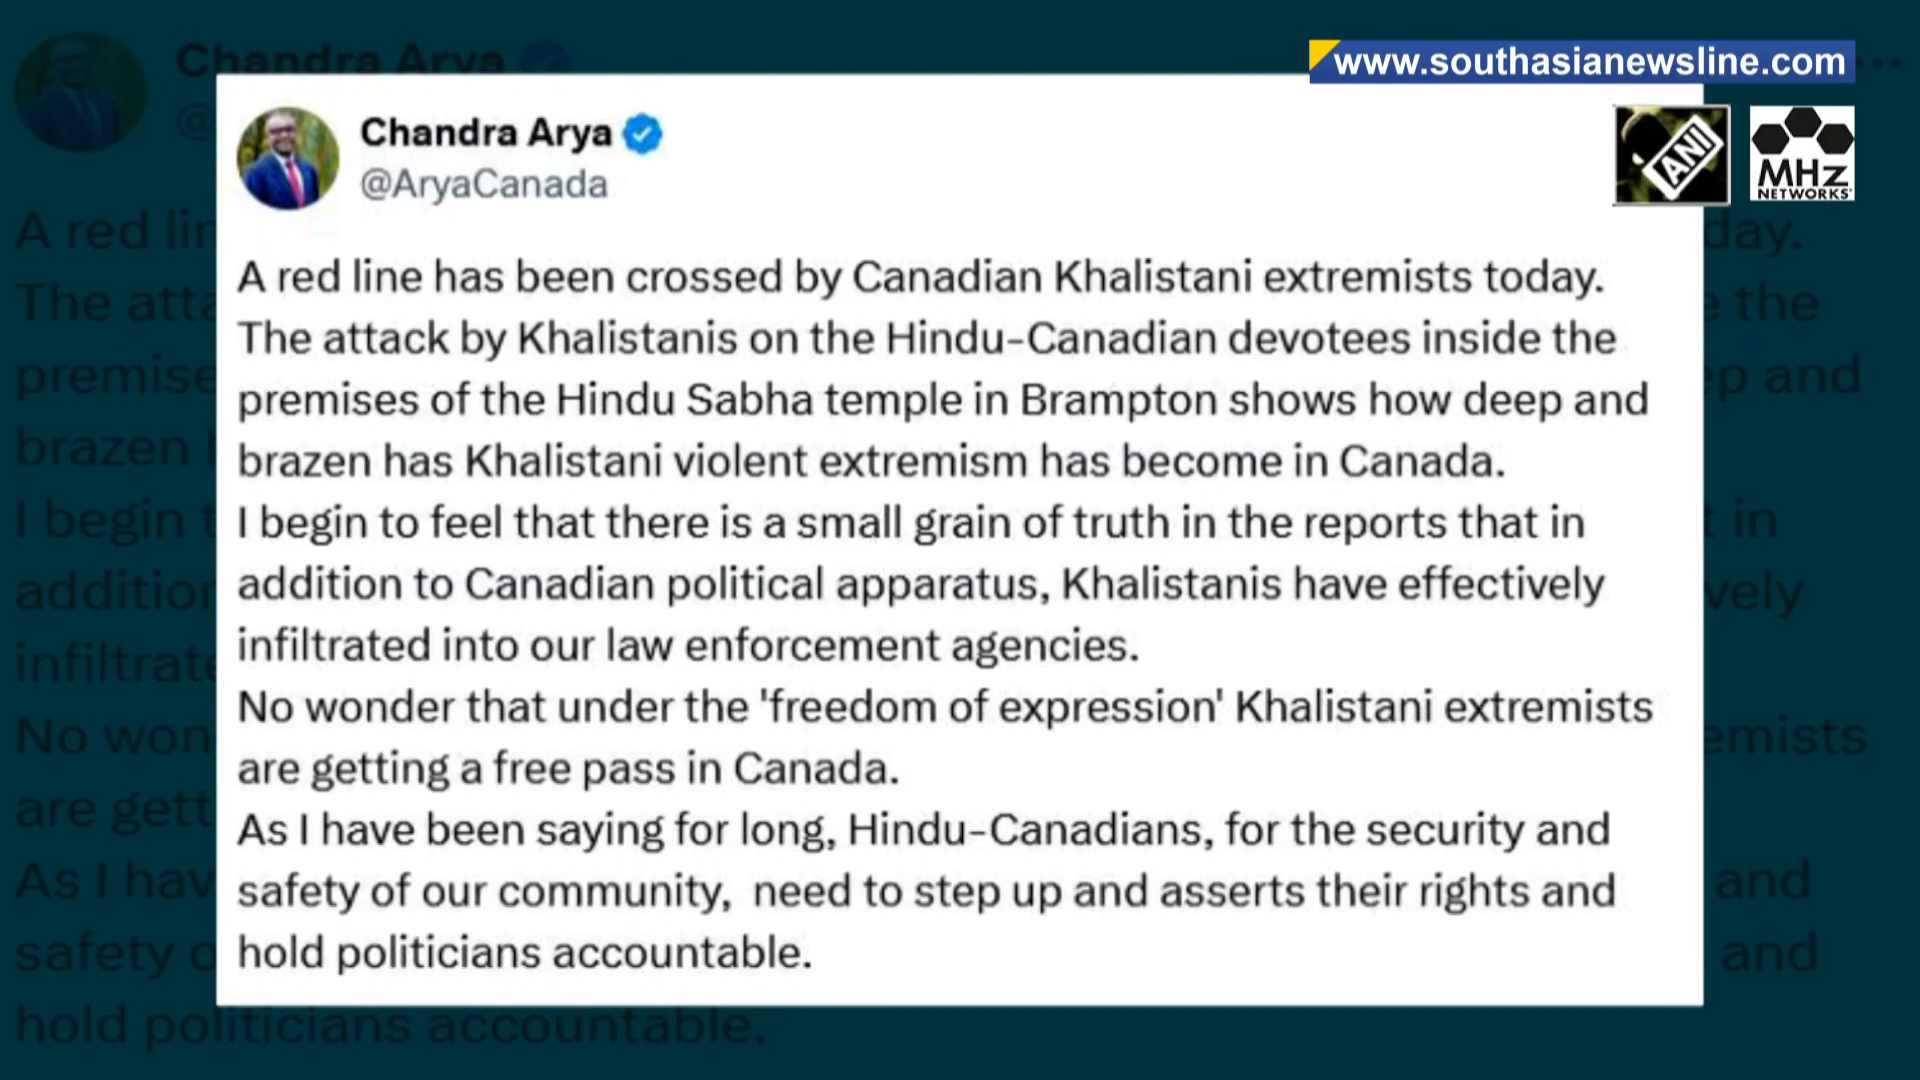 www.southasianewsline.com
Chandra Arya
@AryaCanada
ANI
MHz
NETWORKS
A red line has been crossed by Canadian Khalistani extremists today.
The attack by Khalistanis on the Hindu-Canadian devotees inside the
premises of the Hindu Sabha temple in Brampton shows how deep and
brazen has Khalistani violent extremism has become in Canada.
I begin to feel that there is a small grain of truth in the reports that in
addition to Canadian political apparatus, Khalistanis have effectively
infiltrated into our law enforcement agencies.
No wonder that under the 'freedom of expression' Khalistani extremists
are getting a free pass in Canada.
As I have been saying for long, Hindu-Canadians, for the security and
safety of our community,  need to step up and asserts their rights and
hold politicians accountable.
hold politicians accountable.